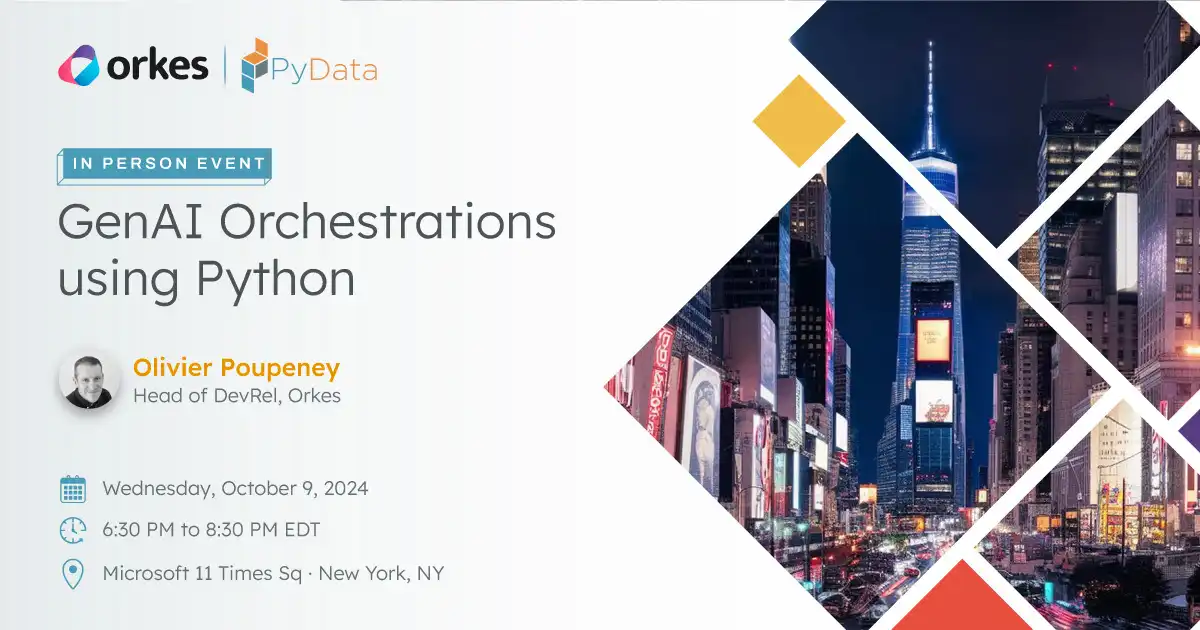 orkes
PyData
IN PERSON EVENT
GenAI Orchestrations
using Python
Olivier Poupeney
Head of DevRel, Orkes
Wednesday, October 9, 2024
6:30 PM to 8:30 PM EDT
Microsoft 11 Times Sq · New York, NY